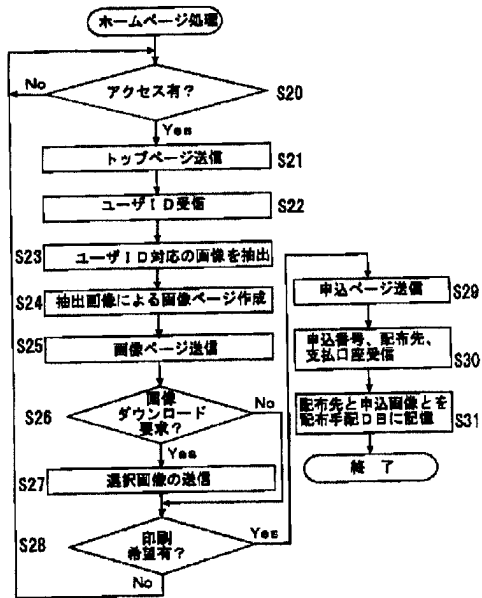 ホームページ処理
No
アクセス有?
S20
Yes
トップページ送信
S21
ユーザID受信
S22
S23
ユーザID対応の画像を抽出
S24
抽出画像による画像ページ作成
S25
画像ページ送信
S26
画像
ダウンロード
要求?
No
Yes
S27
選択画像の送信
S28
印刷
希望有?
Yes
No
申込ページ送信
S29
申込番号、配布先、
支払口座受信
S30
配布先と申込画像とを
配布手配DBに記憶
S31
終了